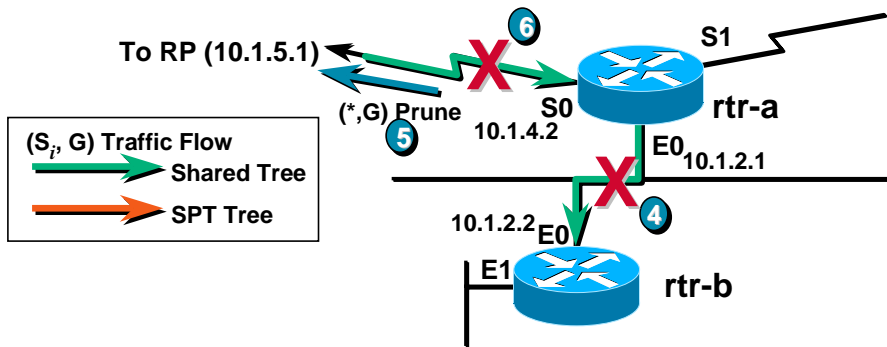 6
S1
To RP (10.1.5.1)
(*,G) Prune
5
S0
10.1.4.2
rtr-a
(Si, G) Traffic Flow
Shared Tree
SPT Tree
E0
10.1.2.1
4
10.1.2.2
E0
E1
rtr-b